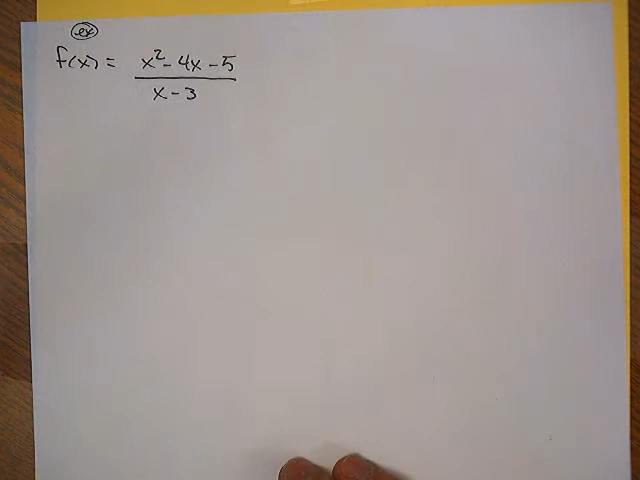 ex
f(x) = x² - 4x - 5
x - 3